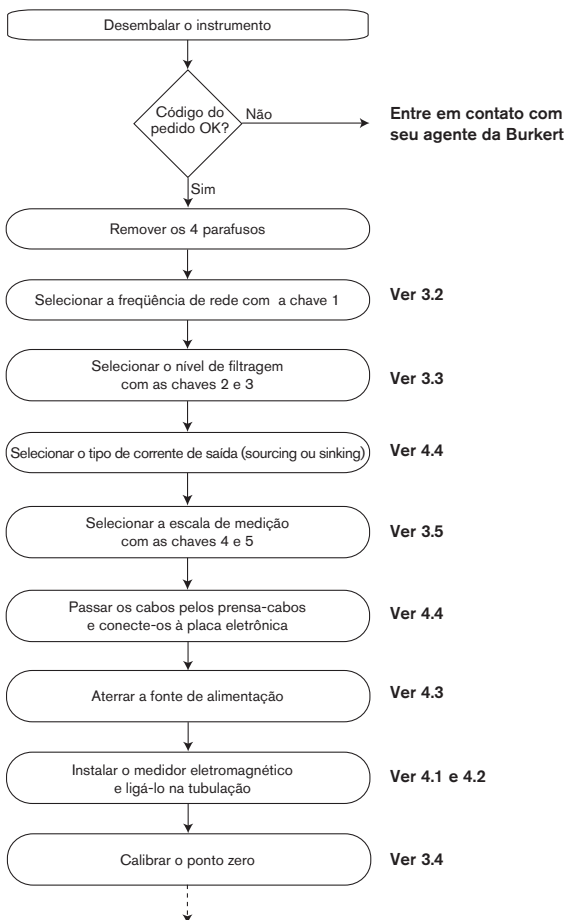 Desembalar o instrumento
Código do
pedido OK?
Não
Entre em contato com
seu agente da Burkert
Sim
Remover os 4 parafusos
Selecionar a freqüência de rede com a chave 1
Ver 3.2
Selecionar o nível de filtragem
com as chaves 2 e 3
Ver 3.3
Selecionar o tipo de corrente de saída (sourcing ou sinking)
Ver 4.4
Selecionar a escala de medição
com as chaves 4 e 5
Ver 3.5
Passar os cabos pelos prensa-cabos
e conecte-os à placa eletrônica
Ver 4.4
Aterrar a fonte de alimentação
Ver 4.3
Instalar o medidor eletromagnético
e ligá-lo na tubulação
Ver 4.1 e 4.2
Calibrar o ponto zero
Ver 3.4